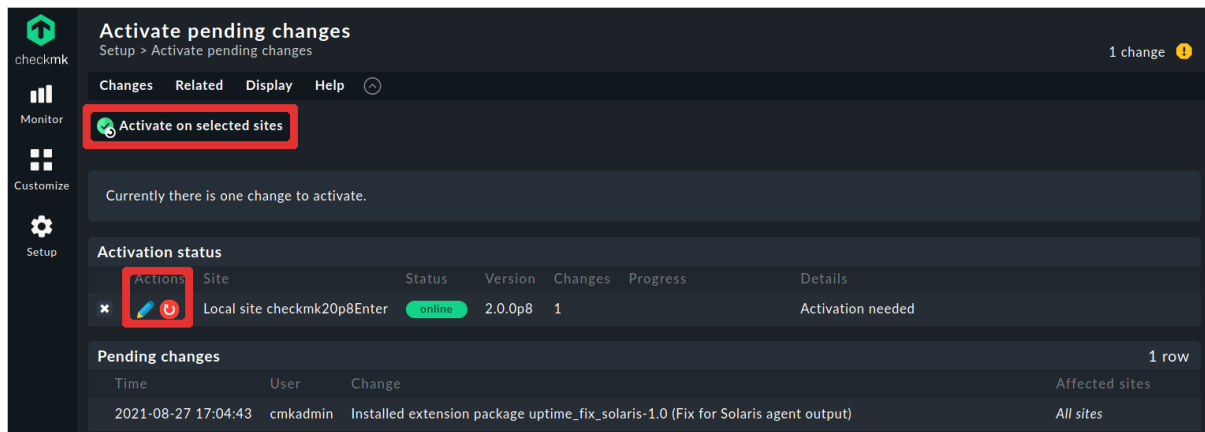 Activate pending changes
Setup > Activate pending changes
1 change
checkmk
Changes Related Display Help
Monitor
Activate on selected sites
Customize
Currently there is one change to activate.
Setup
Activation status
Actions Site Status Version Changes Progress Details
Local site checkmk20p8Enter online 2.0.0p8 1 Activation needed
Pending changes 1 row
Time User Change Affected sites
2021-08-27 17:04:43 cmkadmin Installed extension package uptime_fix_solaris-1.0 (Fix for Solaris agent output) All sites